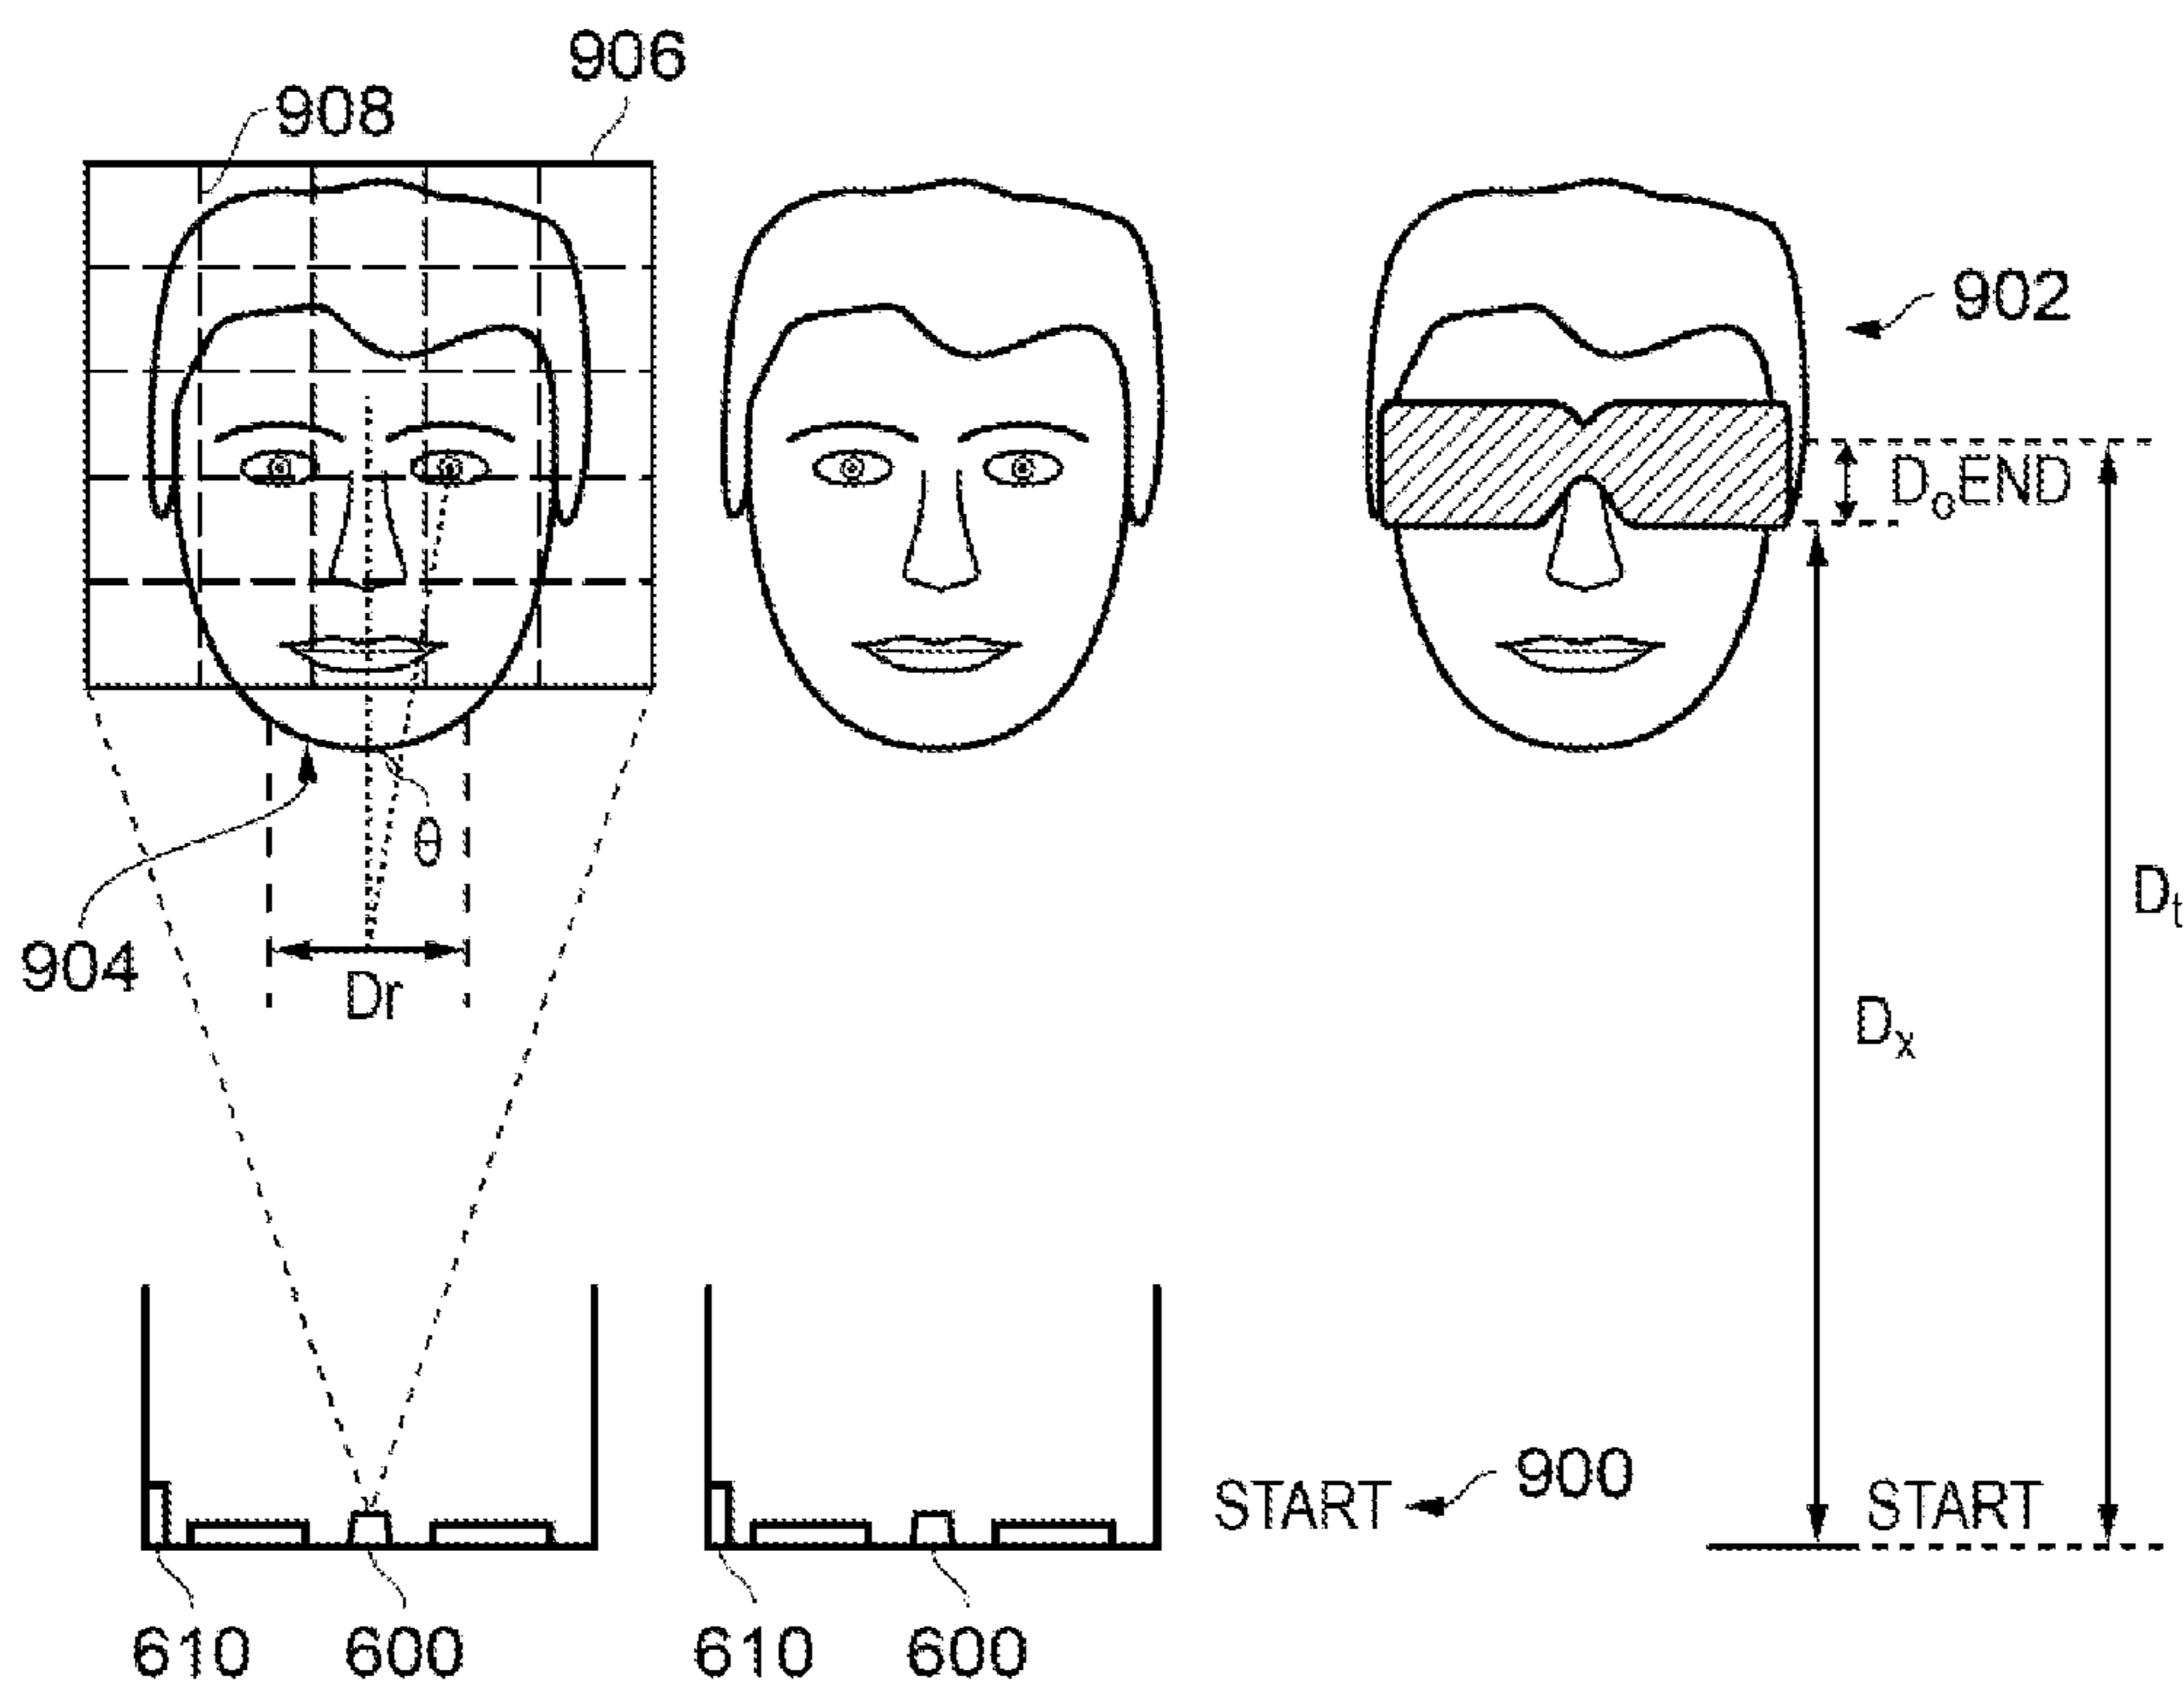 906
908
902
D₀END
θ
Dₜ
904
Dr
Dₓ
START 900
START
610 600 610 600